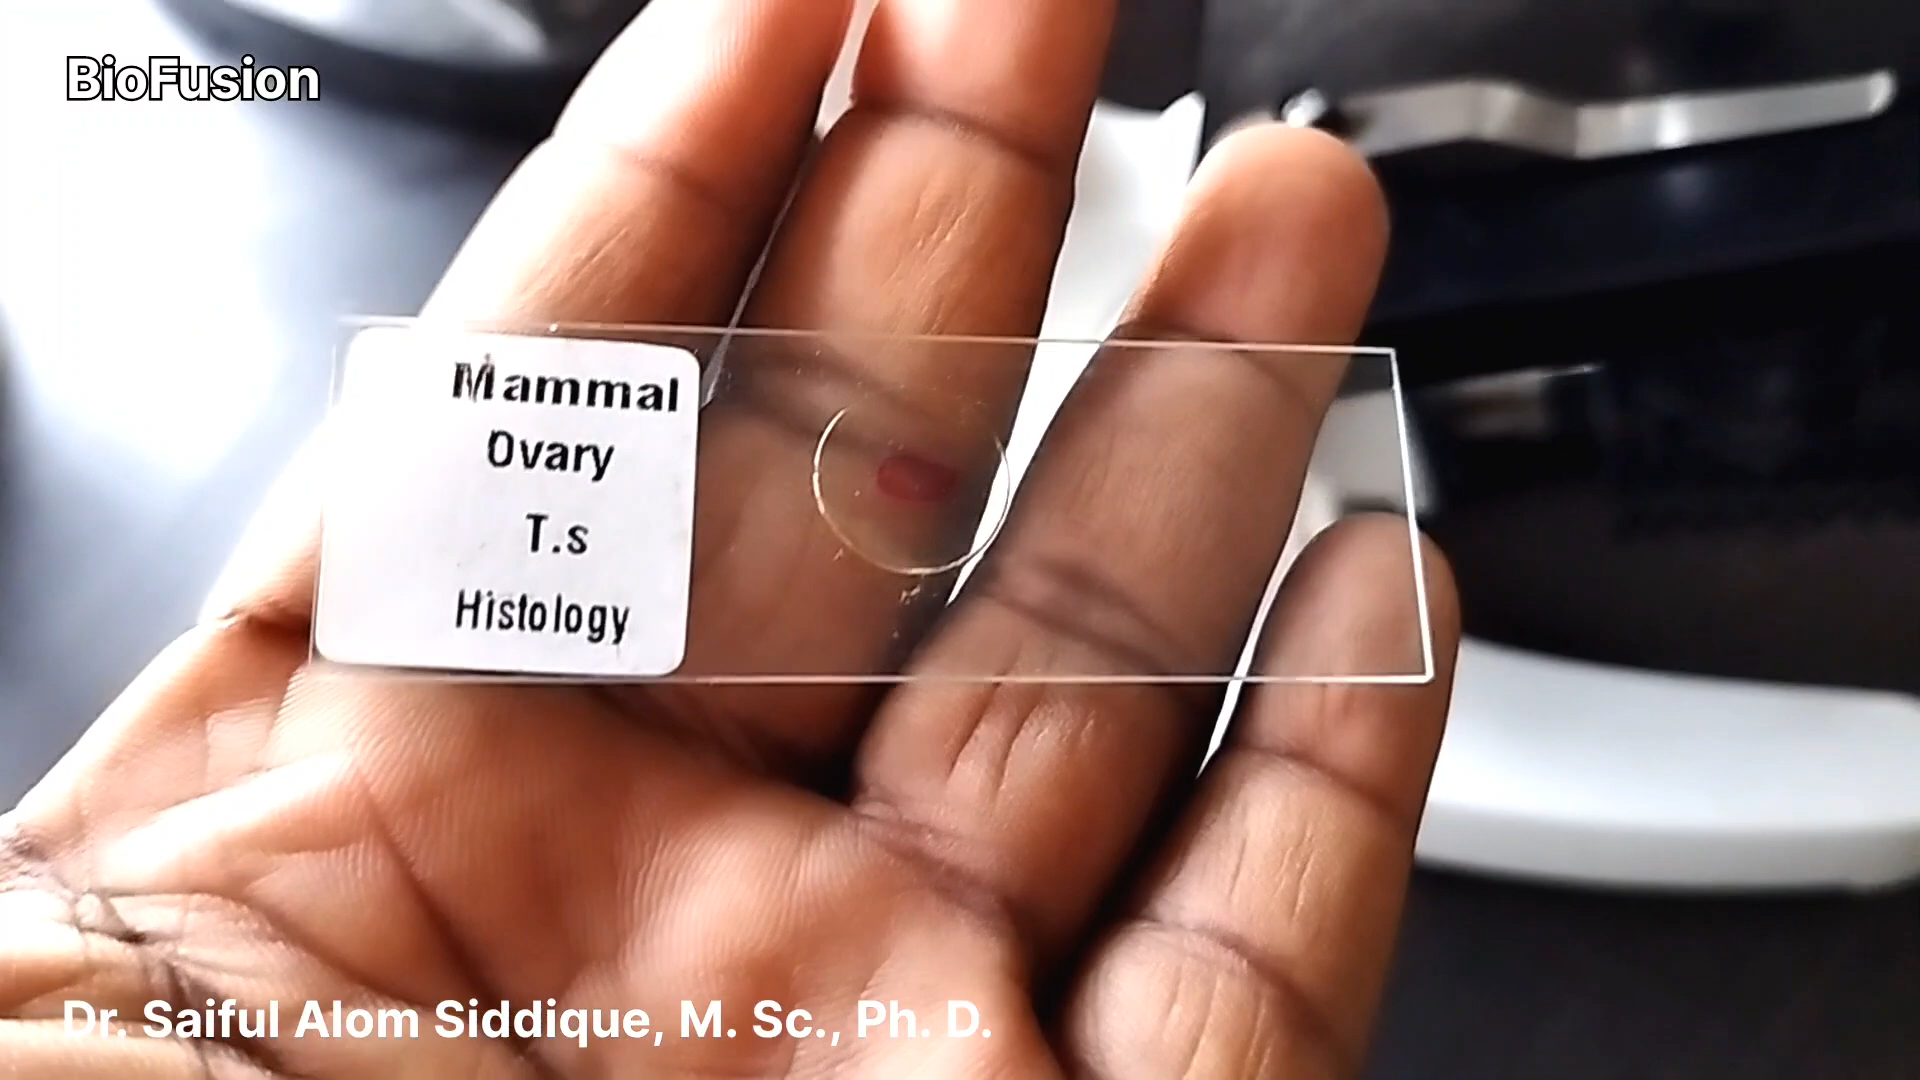 BioFusion
Mammal
Ovary
T.s
Histology
Dr. Saiful Alom Siddique, M. Sc., Ph. D.